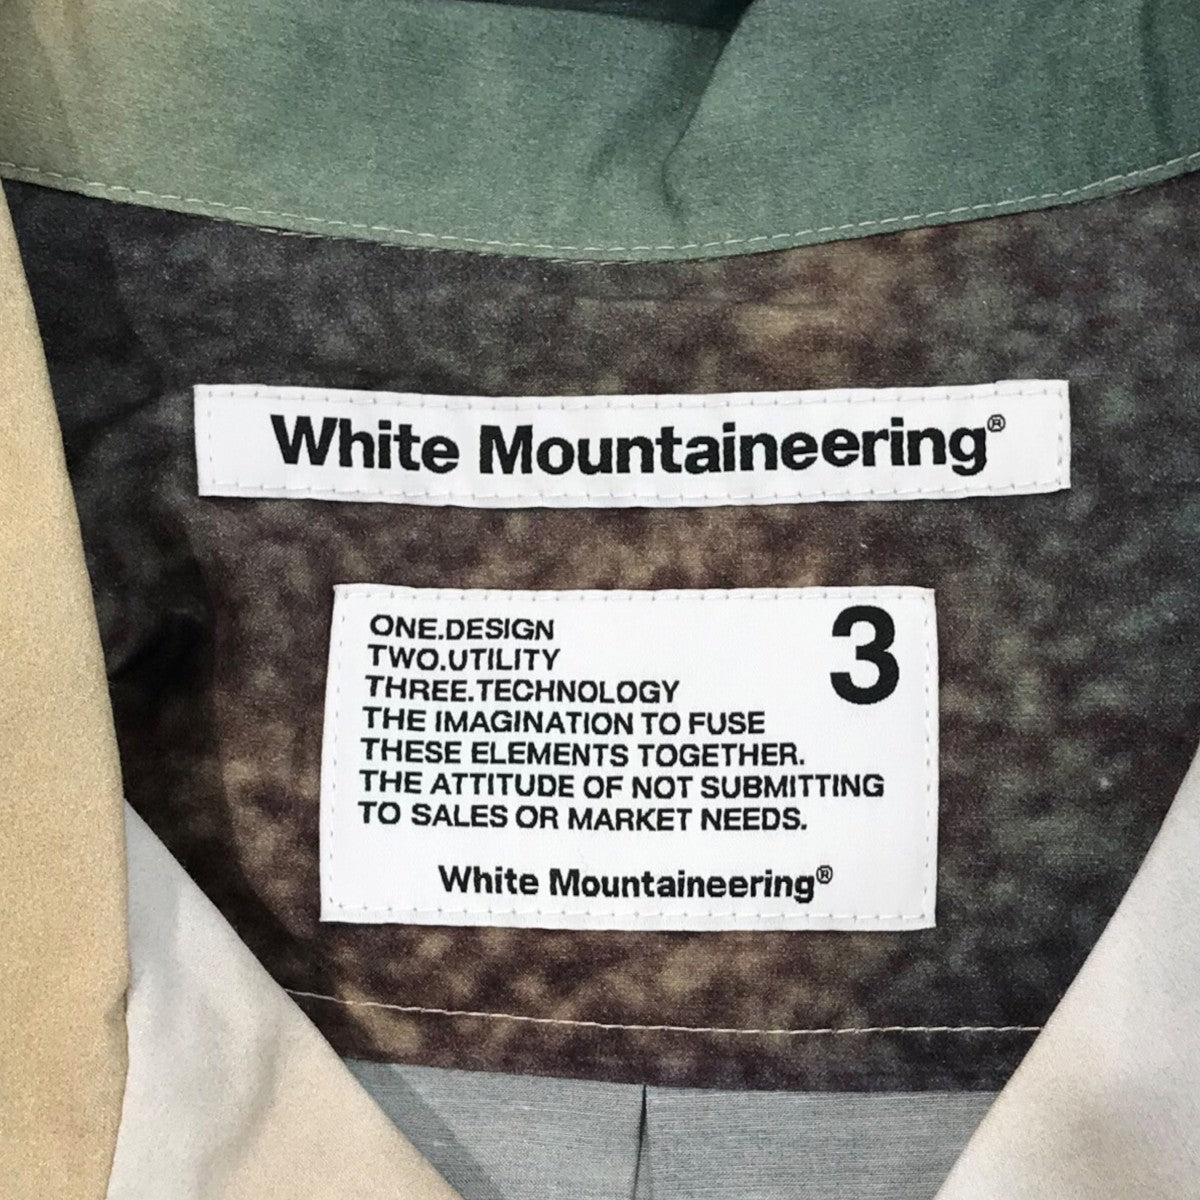 White Mountaineering®
3
ONE.DESIGN
TWO.UTILITY
THREE.TECHNOLOGY
THE IMAGINATION TO FUSE
THESE ELEMENTS TOGETHER.
THE ATTITUDE OF NOT SUBMITTING
TO SALES OR MARKET NEEDS.
White Mountaineering®